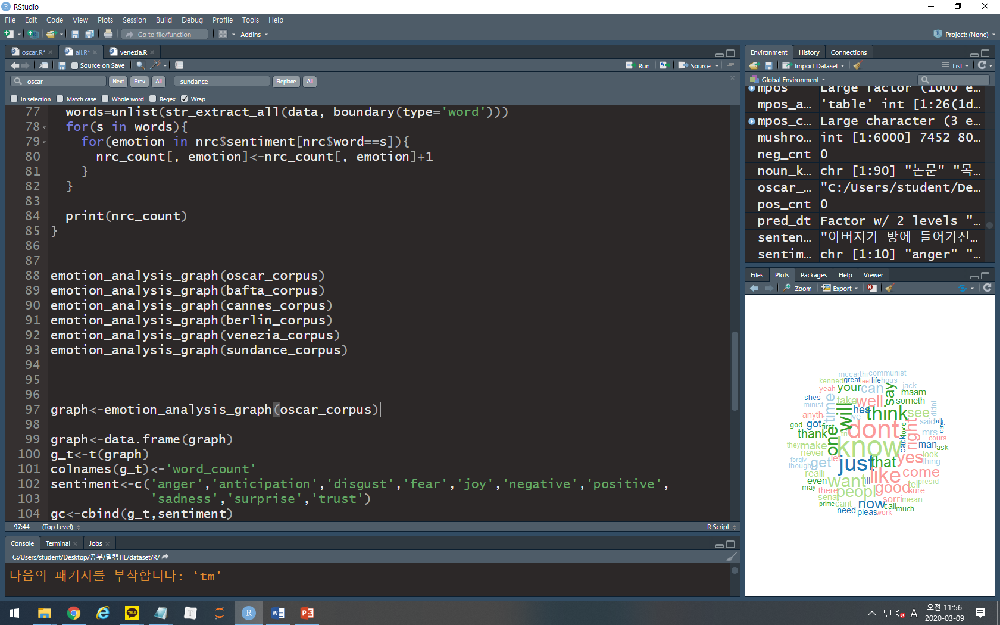 RStudio
File Edit Code View Plots Session Build Debug Profile Tools Help
Go to file/function Addins Project: (None)
oscar.R* all.R* venezia.R
Source on Save Run Source
oscar Next Prev All sundance Replace All
In selection Match case Whole word Regex Wrap
77 words=unlist(str_extract_all(data, boundary(type='word')))
78 for(s in words){
79 for(emotion in nrc$sentiment[nrc$word==s]){
80 nrc_count[, emotion]<-nrc_count[, emotion]+1
81 }
82 }
83
84 print(nrc_count)
85 }
86
87
88 emotion_analysis_graph(oscar_corpus)
89 emotion_analysis_graph(bafta_corpus)
90 emotion_analysis_graph(cannes_corpus)
91 emotion_analysis_graph(berlin_corpus)
92 emotion_analysis_graph(venezia_corpus)
93 emotion_analysis_graph(sundance_corpus)
94
95
96
97 graph<-emotion_analysis_graph(oscar_corpus)
98
99 graph<-data.frame(graph)
100 g_t<-t(graph)
101 colnames(g_t)<-'word_count'
102 sentiment<-c('anger','anticipation','disgust','fear','joy','negative','positive',
103 'sadness','surprise','trust')
104 gc<-cbind(g_t,sentiment)
97:44 (Top Level) R Script
Console Terminal Jobs
C:/Users/student/Desktop/공부/멀캠TIL/dataset/R/
다음의 패키지를 부착합니다: ‘tm’
Environment History Connections
Import Dataset List
Global Environment
mpos Large factor (1000 e…
mpos_a… 'table' int [1:26(1d…
mpos_c… Large character (3 e…
mushro… int [1:6000] 7452 80…
neg_cnt 0
noun_k… chr [1:90] "논문" "목…
oscar_… "C:/Users/student/De…
pos_cnt 0
pred_dt Factor w/ 2 levels "…
senten… "아버지가 방에 들어가신…
sentim… chr [1:10] "anger" "…
Files Plots Packages Help Viewer
Zoom Export
mccarthi communist
kenned great feel life hous
yeah your can say jack
maam
shes time take well someth
minist hes think see didnt
anyth will ive said talk
god got first dont love mrs day
thank one tri right cours
they make know back man ask
never look
forgiv let just that yes thing
thought get
realli want ill like come
even tell presid
may there peopl good sure
senat sorri mean
prime cant now call much
need pleas work
TALK T R
A 오전 11:56
2020-03-09